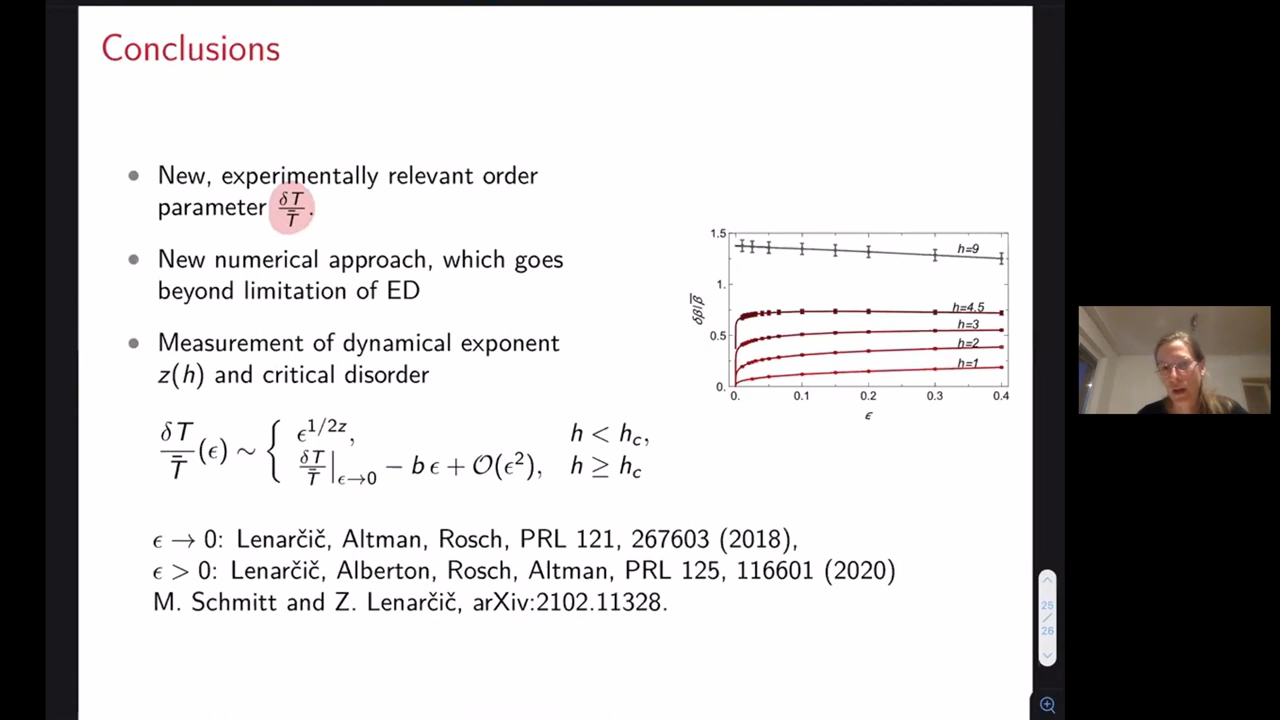 Conclusions
• New, experimentally relevant order
parameter δT/T̄.
• New numerical approach, which goes
beyond limitation of ED
• Measurement of dynamical exponent
z(h) and critical disorder
δT/T̄(ϵ) ~ { ϵ^{1/2z}, h < h_c,
δT/T̄|_{ϵ→0} − b ϵ + O(ϵ²), h ≥ h_c
1.5
1.
0.5
0.
δβ/β̄
h=9
h=4.5
h=3
h=2
h=1
0. 0.1 0.2 0.3 0.4
ϵ
ϵ → 0: Lenarčič, Altman, Rosch, PRL 121, 267603 (2018),
ϵ > 0: Lenarčič, Alberton, Rosch, Altman, PRL 125, 116601 (2020)
M. Schmitt and Z. Lenarčič, arXiv:2102.11328.
25
/
26